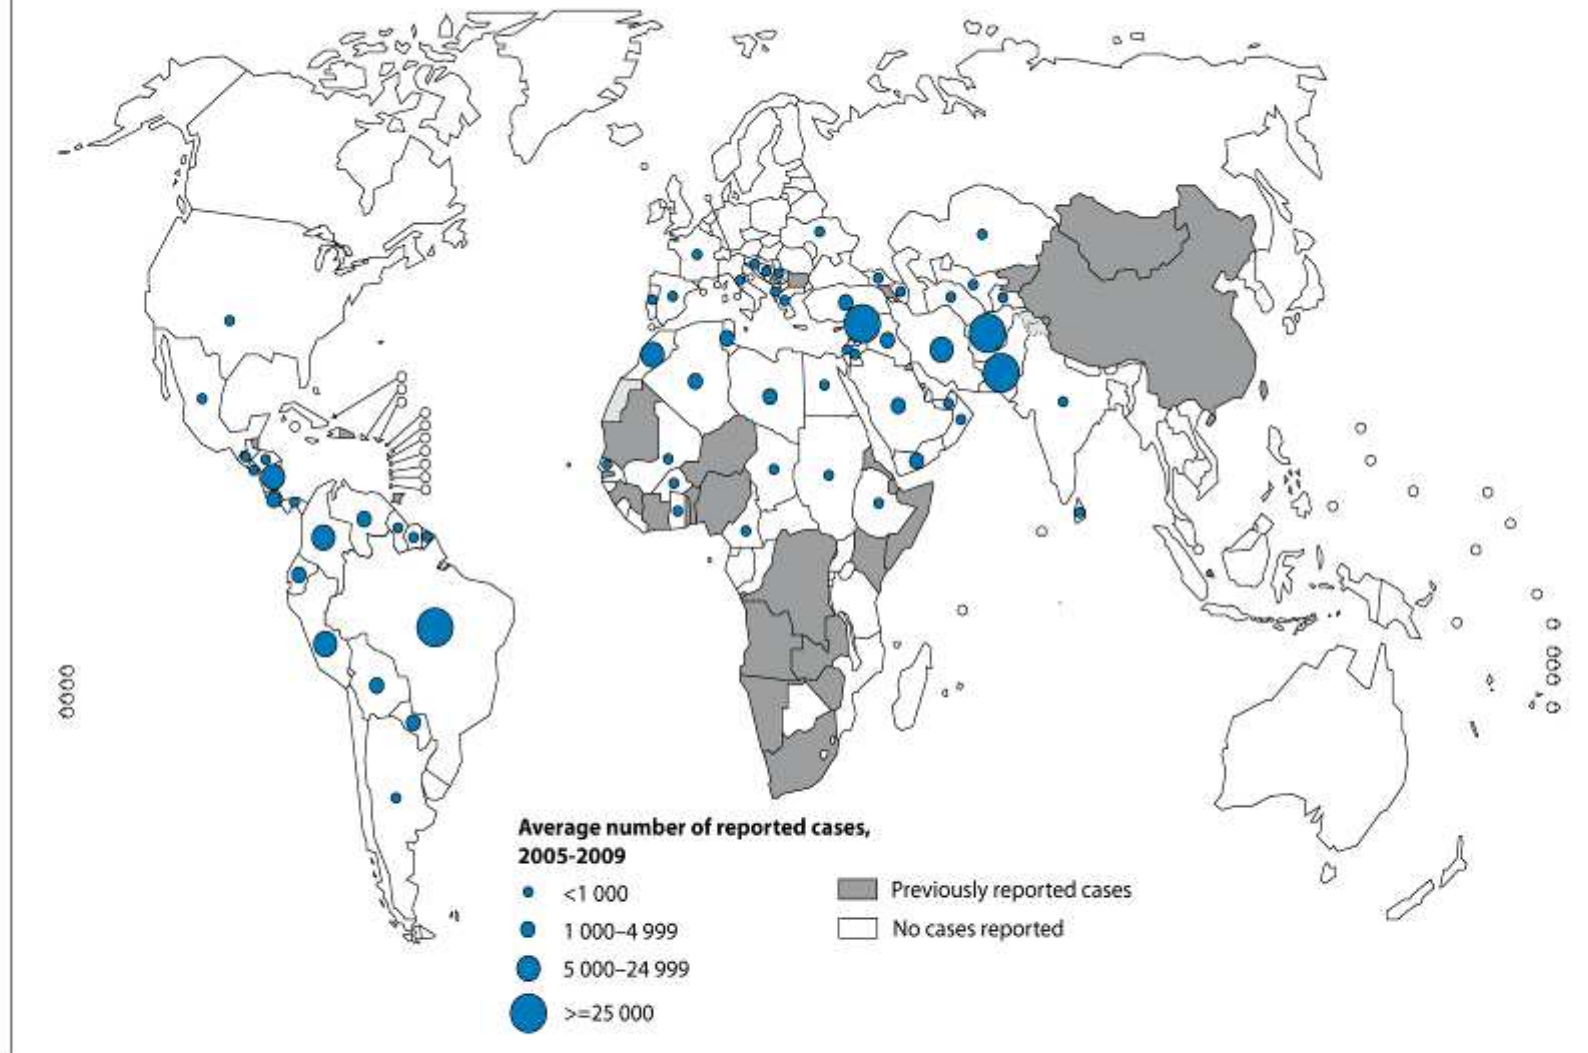 Average number of reported cases,
2005-2009
<1 000
1 000–4 999
5 000–24 999
>=25 000
Previously reported cases
No cases reported